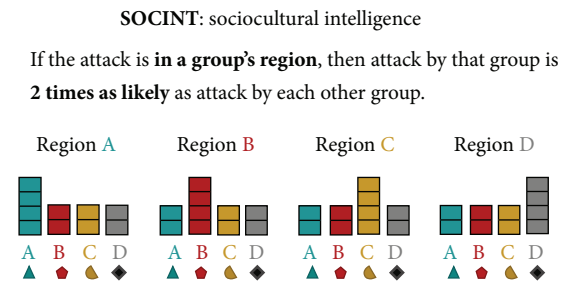 SOCINT: sociocultural intelligence
If the attack is in a group's region, then attack by that group is
2 times as likely as attack by each other group.
Region A Region B Region C Region D
A B C D A B C D A B C D A B C D